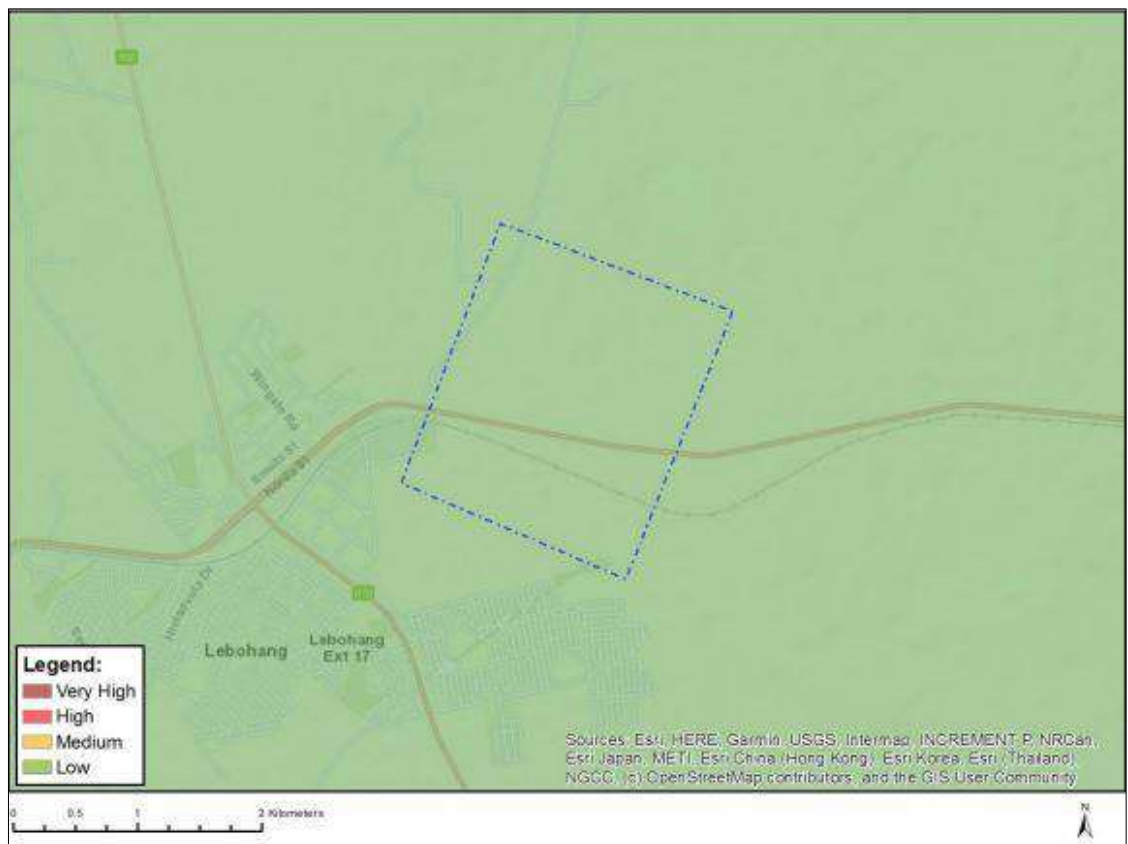 Wingate Rd
Lebohang
Lebohang
Ext 17
Legend:
Very High
High
Medium
Low
Sources: Esri, HERE, Garmin, USGS, Intermap, INCREMENT P, NRCan,
Esri Japan, METI, Esri China (Hong Kong), Esri Korea, Esri (Thailand),
NGCC, (c) OpenStreetMap contributors, and the GIS User Community
0 0.5 1 2 Kilometers
N